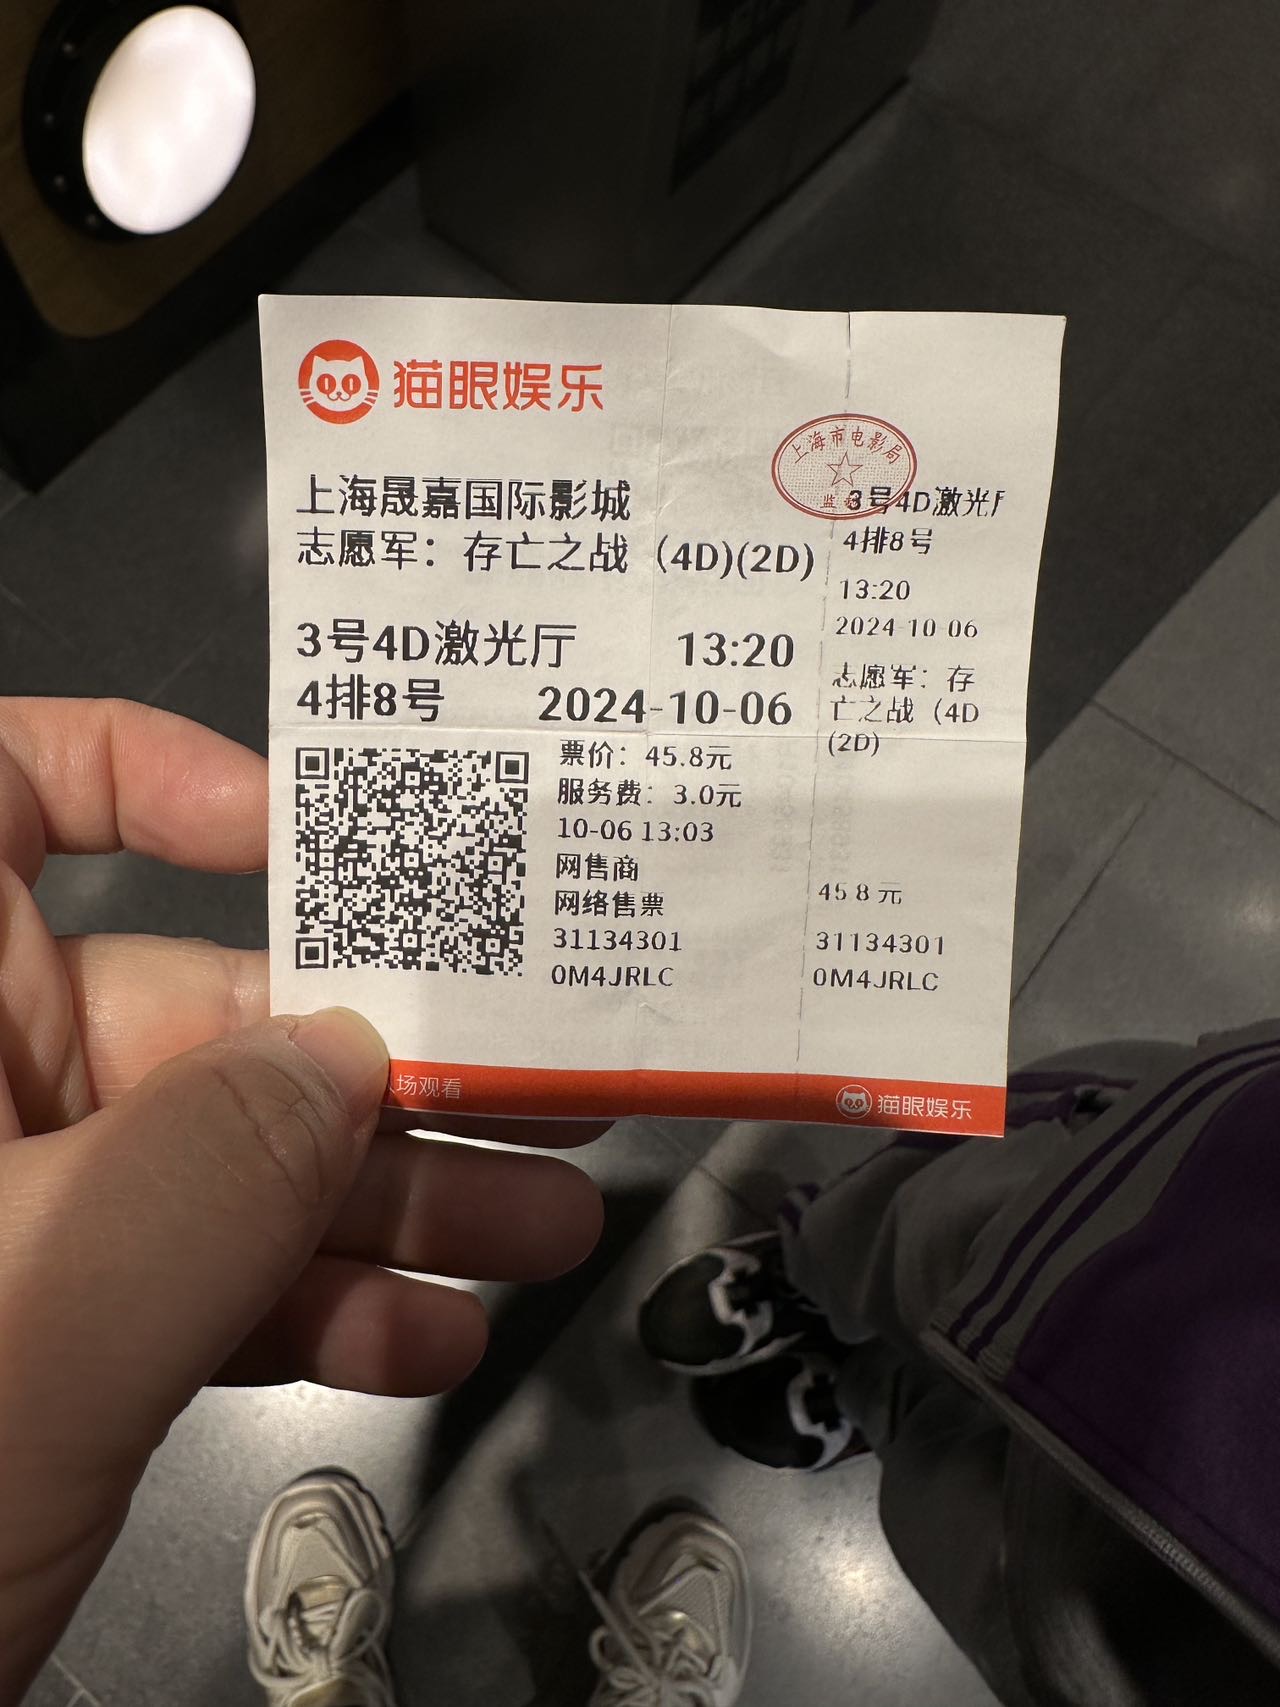 猫眼娱乐
上海晟嘉国际影城
志愿军：存亡之战（4D)(2D)
3号4D激光厅 13:20
4排8号 2024-10-06
票价：45.8元
服务费：3.0元
10-06 13:03
网售商
网络售票
31134301
0M4JRLC
场观看
上海市电影局
3号4D激光
4排8号
13:20
2024-10-06
志愿军：存
亡之战（4D
(2D)
45.8元
31134301
0M4JRLC
猫眼娱乐